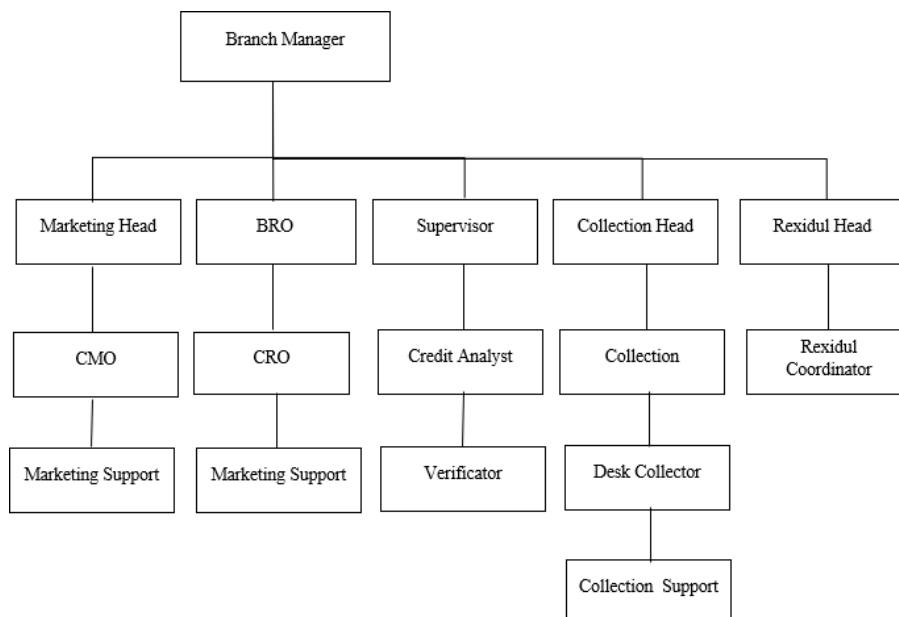 Branch Manager
Marketing Head
BRO
Supervisor
Collection Head
Rexidul Head
CMO
CRO
Credit Analyst
Collection
Rexidul
Coordinator
Marketing Support
Marketing Support
Verificator
Desk Collector
Collection Support